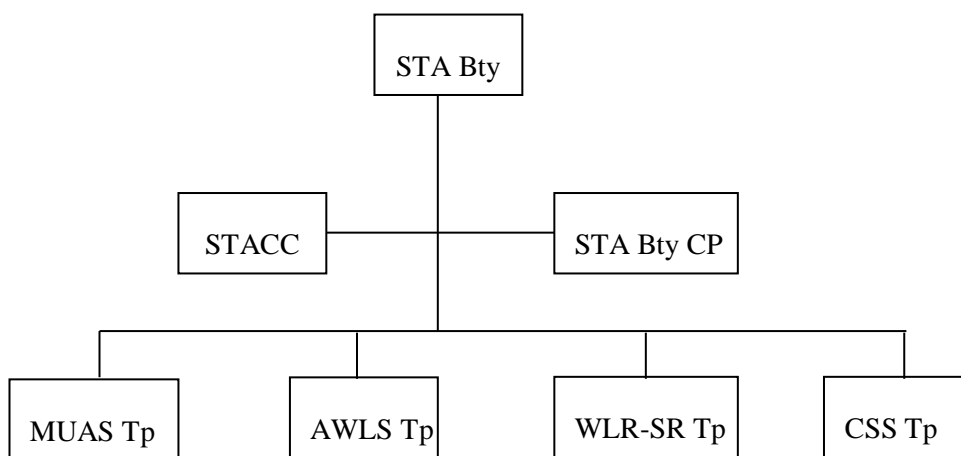 STA Bty
STACC
STA Bty CP
MUAS Tp
AWLS Tp
WLR-SR Tp
CSS Tp